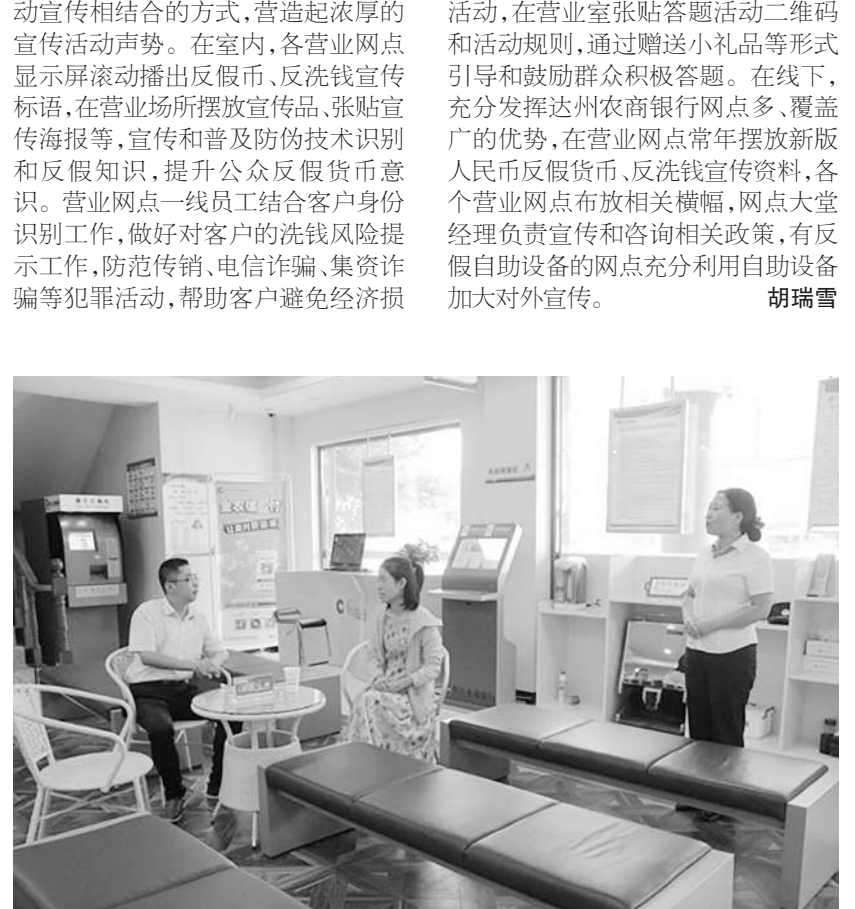 动宣传相结合的方式,营造起浓厚的
宣传活动声势。在室内,各营业网点
显示屏滚动播出反假币、反洗钱宣传
标语,在营业场所摆放宣传品、张贴宣
传海报等,宣传和普及防伪技术识别
和反假知识,提升公众反假货币意
识。营业网点一线员工结合客户身份
识别工作,做好对客户的洗钱风险提
示工作,防范传销、电信诈骗、集资诈
骗等犯罪活动,帮助客户避免经济损
活动,在营业室张贴答题活动二维码
和活动规则,通过赠送小礼品等形式
引导和鼓励群众积极答题。在线下,
充分发挥达州农商银行网点多、覆盖
广的优势,在营业网点常年摆放新版
人民币反假货币、反洗钱宣传资料,各
个营业网点布放相关横幅,网点大堂
经理负责宣传和咨询相关政策,有反
假自助设备的网点充分利用自助设备
加大对外宣传。 胡瑞雪